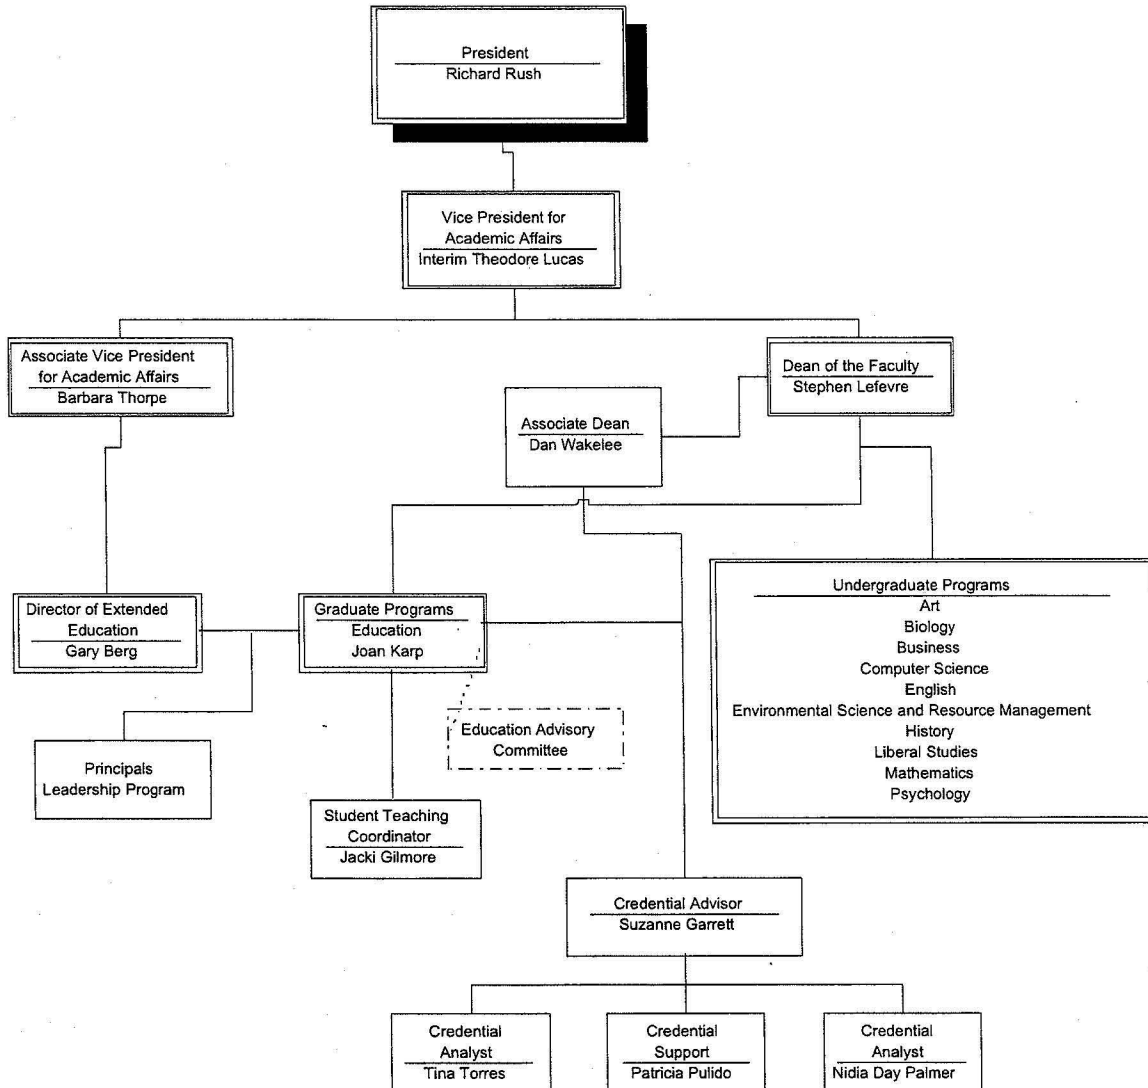 President
Richard Rush
Vice President for
Academic Affairs
Interim Theodore Lucas
Associate Vice President
for Academic Affairs
Barbara Thorpe
Dean of the Faculty
Stephen Lefevre
Associate Dean
Dan Wakelee
Director of Extended
Education
Gary Berg
Graduate Programs
Education
Joan Karp
Undergraduate Programs
Art
Biology
Business
Computer Science
English
Environmental Science and Resource Management
History
Liberal Studies
Mathematics
Psychology
Education Advisory
Committee
Principals
Leadership Program
Student Teaching
Coordinator
Jacki Gilmore
Credential Advisor
Suzanne Garrett
Credential
Analyst
Tina Torres
Credential
Support
Patricia Pulido
Credential
Analyst
Nidia Day Palmer